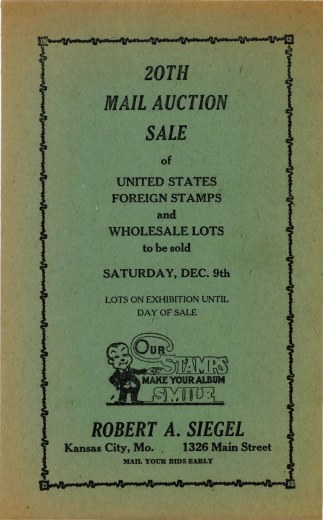 20TH
MAIL AUCTION
SALE
of
UNITED STATES
FOREIGN STAMPS
and
WHOLESALE LOTS
to be sold
SATURDAY, DEC. 9th
LOTS ON EXHIBITION UNTIL
DAY OF SALE
OUR
STAMPS
MAKE YOUR ALBUM
SMILE
ROBERT A. SIEGEL
Kansas City, Mo. 1326 Main Street
MAIL YOUR BIDS EARLY